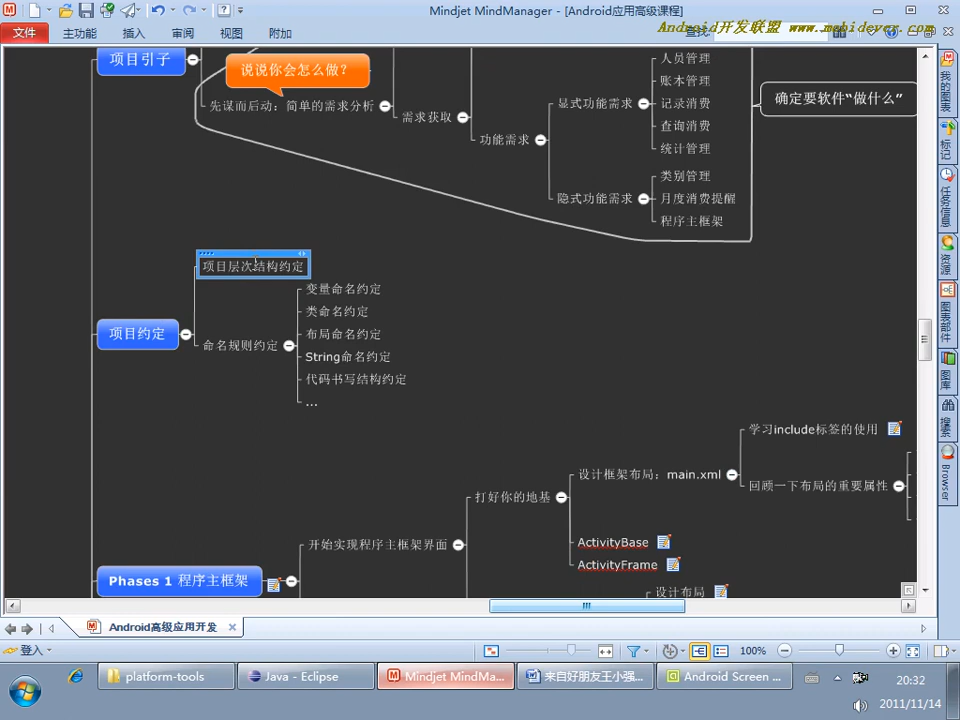 Mindjet MindManager - [Android应用高级课程]
Android开发联盟 www.mobidever.com
文件 主功能 插入 审阅 视图 附加
项目引子
说说你会怎么做?
先谋而后动：简单的需求分析
需求获取
功能需求
显式功能需求
人员管理
账本管理
记录消费
查询消费
统计管理
隐式功能需求
类别管理
月度消费提醒
程序主框架
确定要软件“做什么”
项目约定
项目层次结构约定
命名规则约定
变量命名约定
类命名约定
布局命名约定
String命名约定
代码书写结构约定
...
Phases 1 程序主框架
开始实现程序主框架界面
打好你的地基
设计框架布局：main.xml
学习include标签的使用
回顾一下布局的重要属性
ActivityBase
ActivityFrame
设计布局
我的图表
标记
任务信息
资源
图表部件
图库
搜索
Browser
Android高级应用开发
登入
100%
platform-tools
Java - Eclipse
Mindjet MindMa...
来自好朋友王小强...
Android Screen ...
20:32
2011/11/14